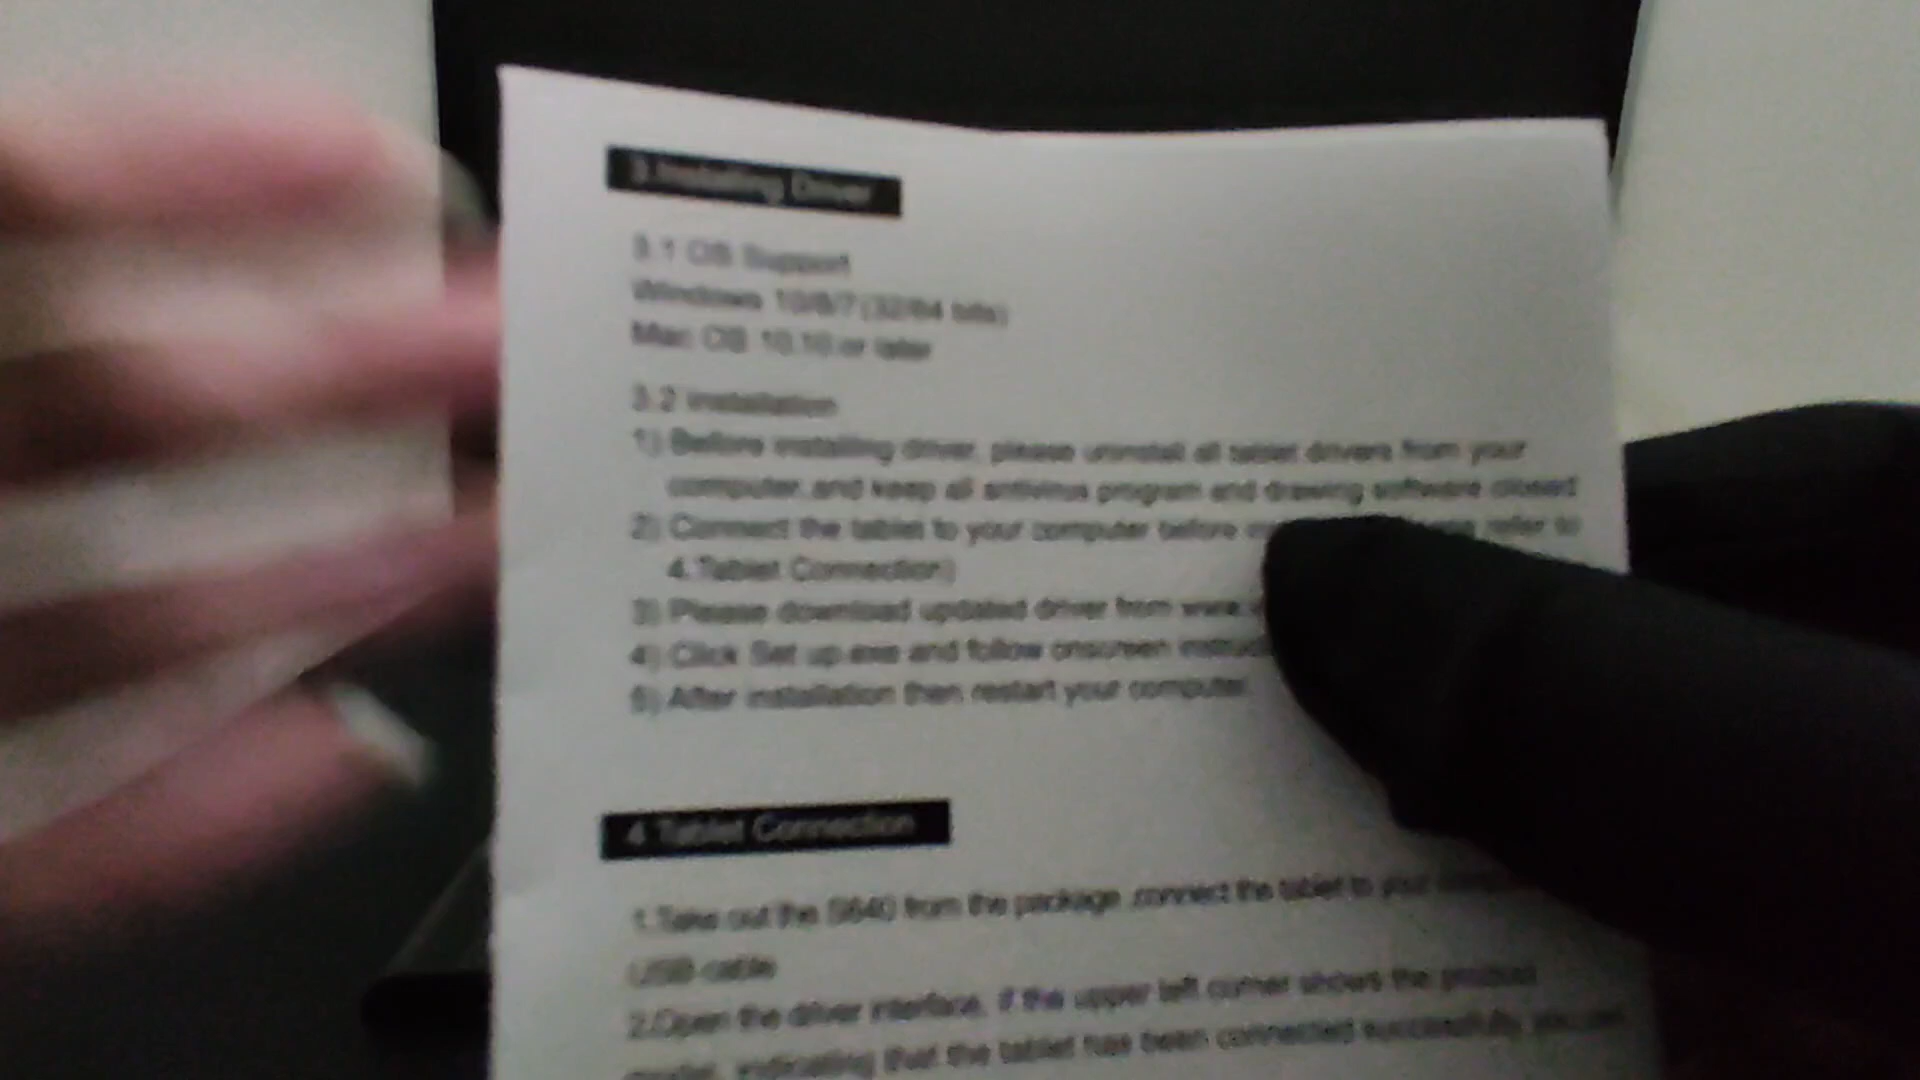 3.Installing Driver
3.1 OS Support
Windows 10/8/7 (32/64 bits)
Mac OS 10.10 or later
3.2 Installation
1) Before installing driver, please uninstall all tablet drivers from your
computer, and keep all antivirus program and drawing software closed
2) Connect the tablet to your computer before refer to
4.Tablet Connection)
3) Please download updated driver from www.
4) Click Set up.exe and follow onscreen
5) After installation then restart your computer.
4.Tablet Connection
1.Take out the S640 from the package ,connect the tablet to your
USB cable
2.Open the driver interface, if the upper left corner shows the product
model, indicating that the tablet has been connected successfully,